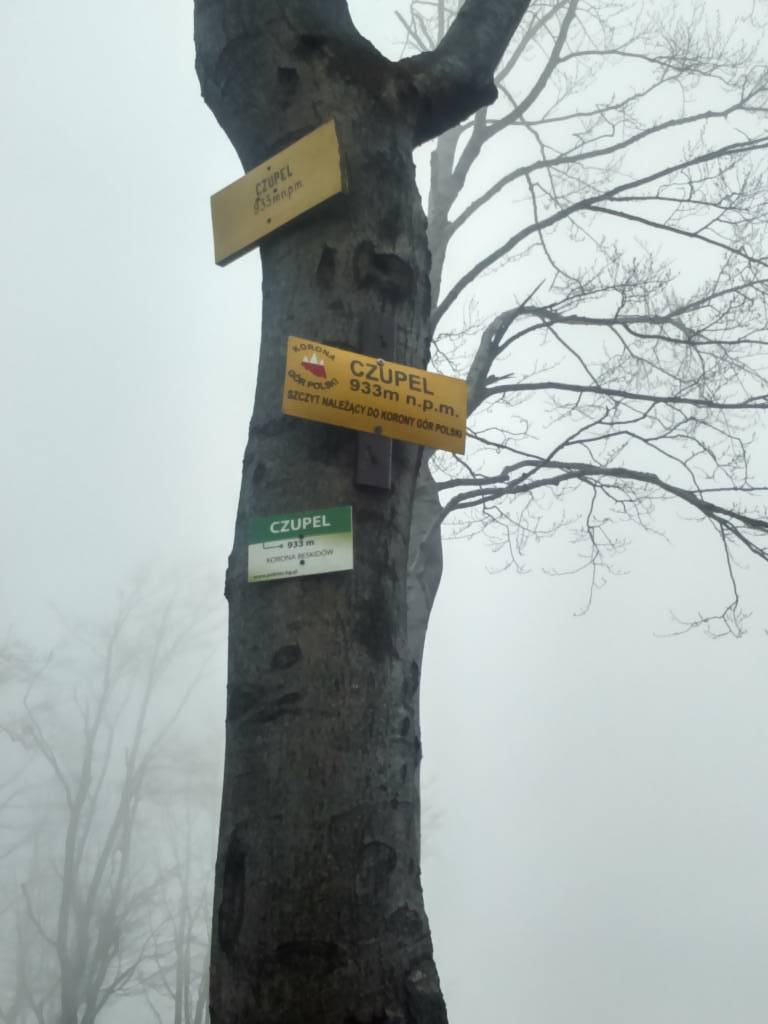 CZUPEL
933m n.p.m.
KORONA
GÓR POLSKI
CZUPEL
933m n.p.m.
SZCZYT NALEŻĄCY DO KORONY GÓR POLSKI
CZUPEL
933 m
KORONA BESKIDÓW